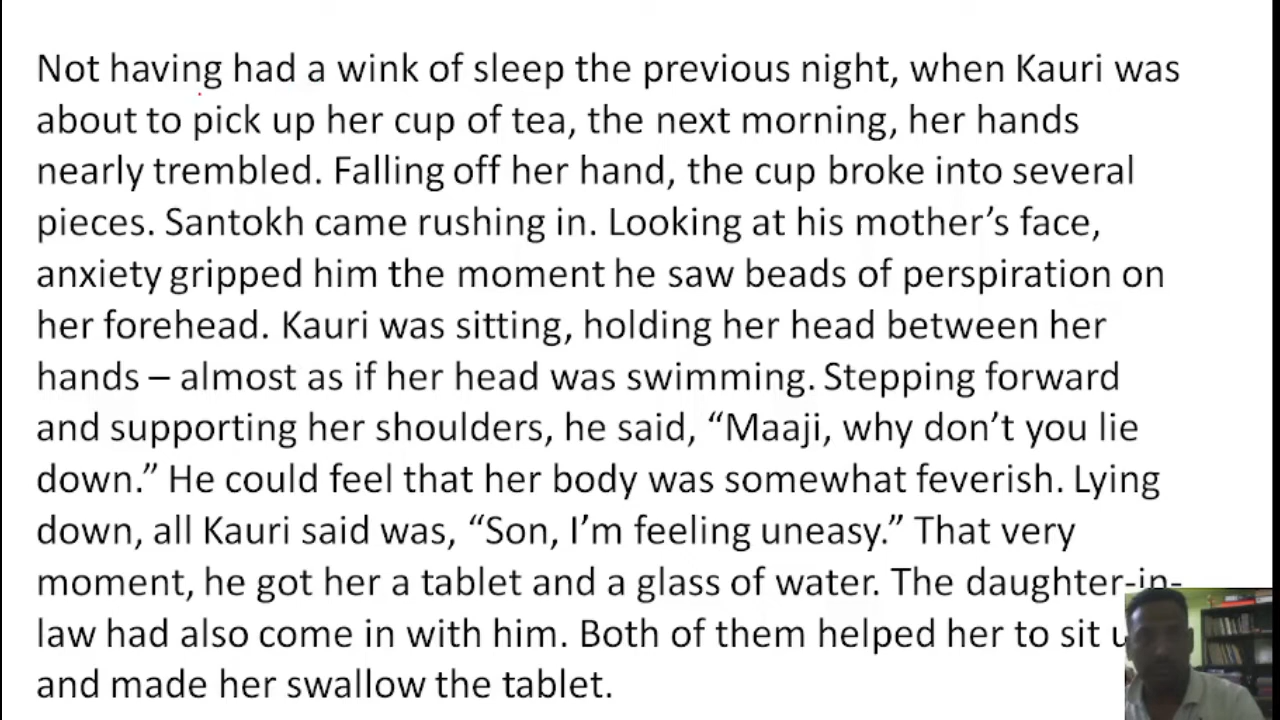 Not having had a wink of sleep the previous night, when Kauri was
about to pick up her cup of tea, the next morning, her hands
nearly trembled. Falling off her hand, the cup broke into several
pieces. Santokh came rushing in. Looking at his mother’s face,
anxiety gripped him the moment he saw beads of perspiration on
her forehead. Kauri was sitting, holding her head between her
hands – almost as if her head was swimming. Stepping forward
and supporting her shoulders, he said, “Maaji, why don’t you lie
down.” He could feel that her body was somewhat feverish. Lying
down, all Kauri said was, “Son, I’m feeling uneasy.” That very
moment, he got her a tablet and a glass of water. The daughter-in-
law had also come in with him. Both of them helped her to sit
and made her swallow the tablet.